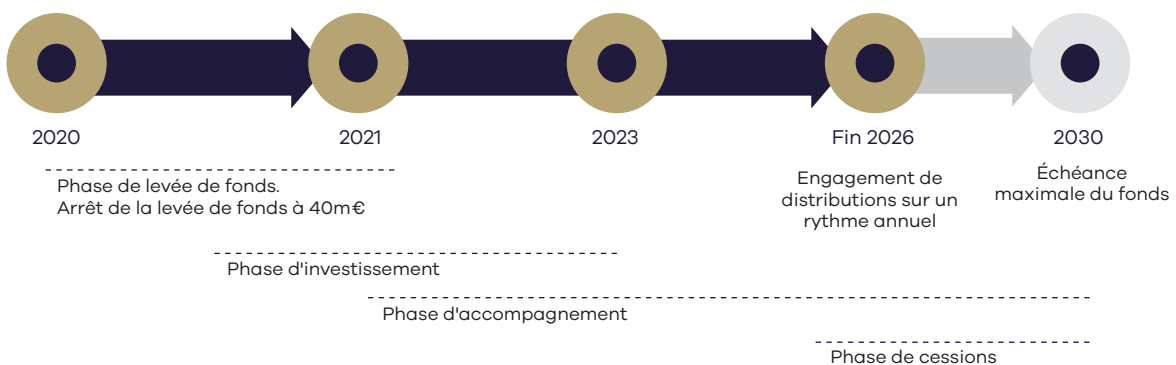 2020
2021
2023
Fin 2026
2030
Phase de levée de fonds.
Arrêt de la levée de fonds à 40m€
Engagement de
distributions sur un
rythme annuel
Échéance
maximale du fonds
Phase d'investissement
Phase d'accompagnement
Phase de cessions